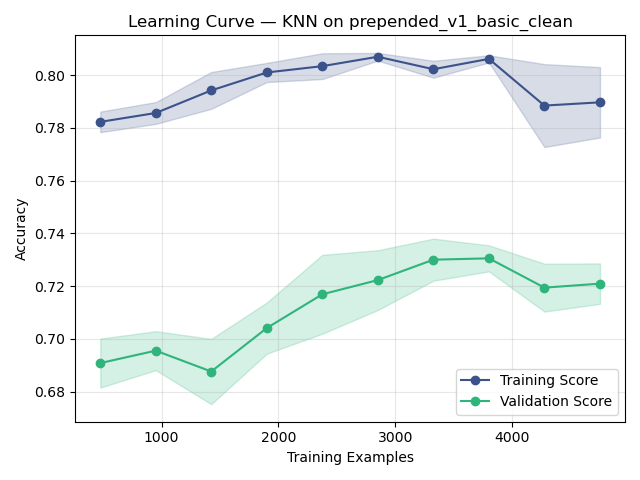 Learning Curve — KNN on prepended_v1_basic_clean
Accuracy
0.80
0.78
0.76
0.74
0.72
0.70
0.68
1000
2000
3000
4000
Training Examples
Training Score
Validation Score